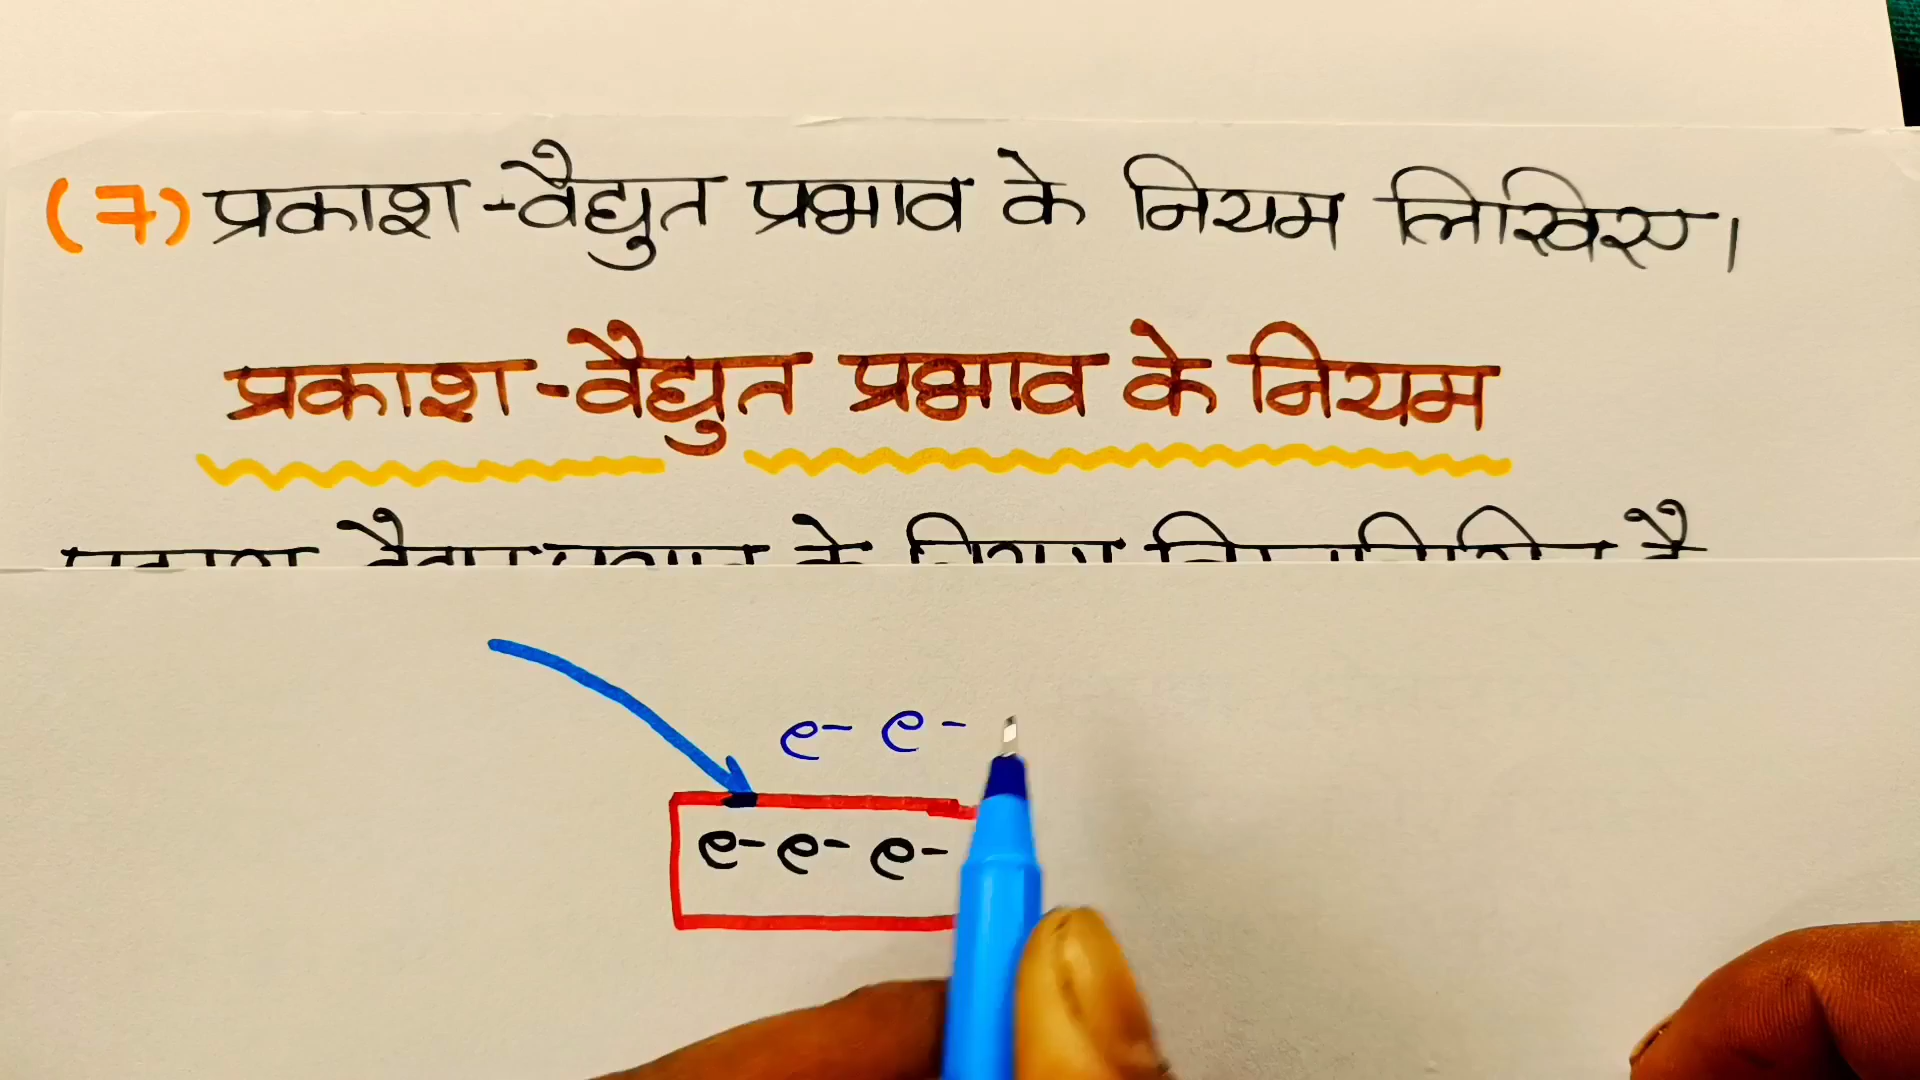 (7) प्रकाश-वैद्युत प्रभाव के नियम लिखिए।
प्रकाश-वैद्युत प्रभाव के नियम
e- e-
e- e- e-